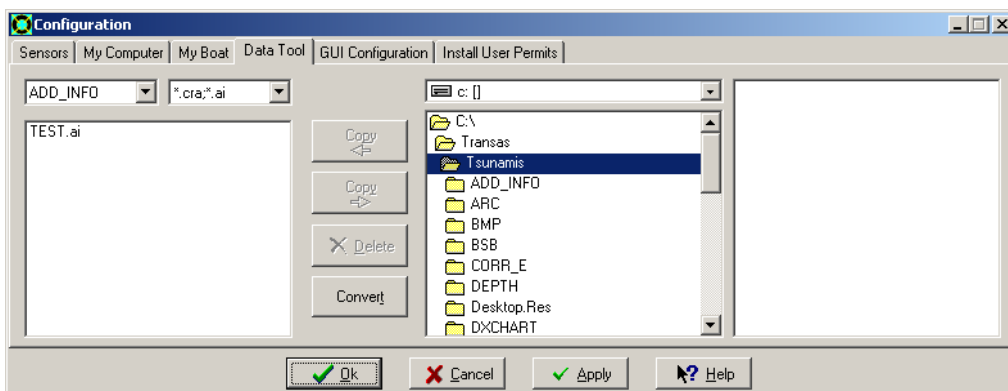 Configuration
Sensors My Computer My Boat Data Tool GUI Configuration Install User Permits
ADD_INFO *.cra;*.ai c: []
TEST.ai
Copy
Copy
Delete
Convert
C:\
Transas
Tsunamis
ADD_INFO
ARC
BMP
BSB
CORR_E
DEPTH
Desktop.Res
DXCHART
Ok Cancel Apply Help